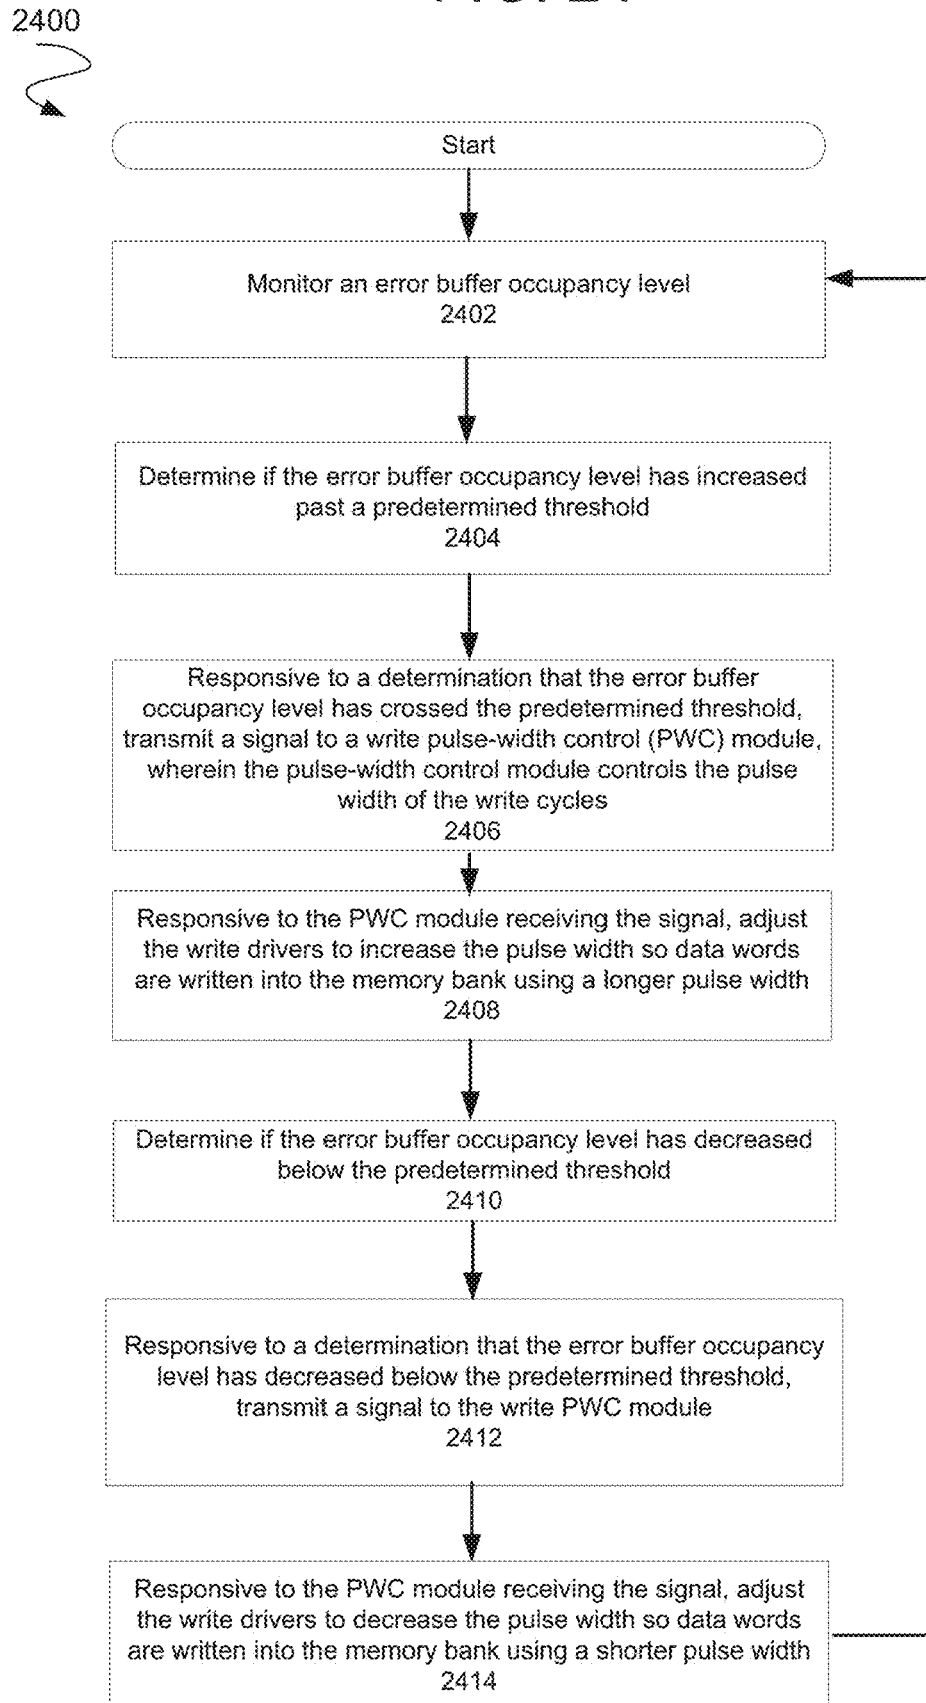 2400
Start
Monitor an error buffer occupancy level
2402
Determine if the error buffer occupancy level has increased
past a predetermined threshold
2404
Responsive to a determination that the error buffer
occupancy level has crossed the predetermined threshold,
transmit a signal to a write pulse-width control (PWC) module,
wherein the pulse-width control module controls the pulse
width of the write cycles
2406
Responsive to the PWC module receiving the signal, adjust
the write drivers to increase the pulse width so data words
are written into the memory bank using a longer pulse width
2408
Determine if the error buffer occupancy level has decreased
below the predetermined threshold
2410
Responsive to a determination that the error buffer occupancy
level has decreased below the predetermined threshold,
transmit a signal to the write PWC module
2412
Responsive to the PWC module receiving the signal, adjust
the write drivers to decrease the pulse width so data words
are written into the memory bank using a shorter pulse width
2414